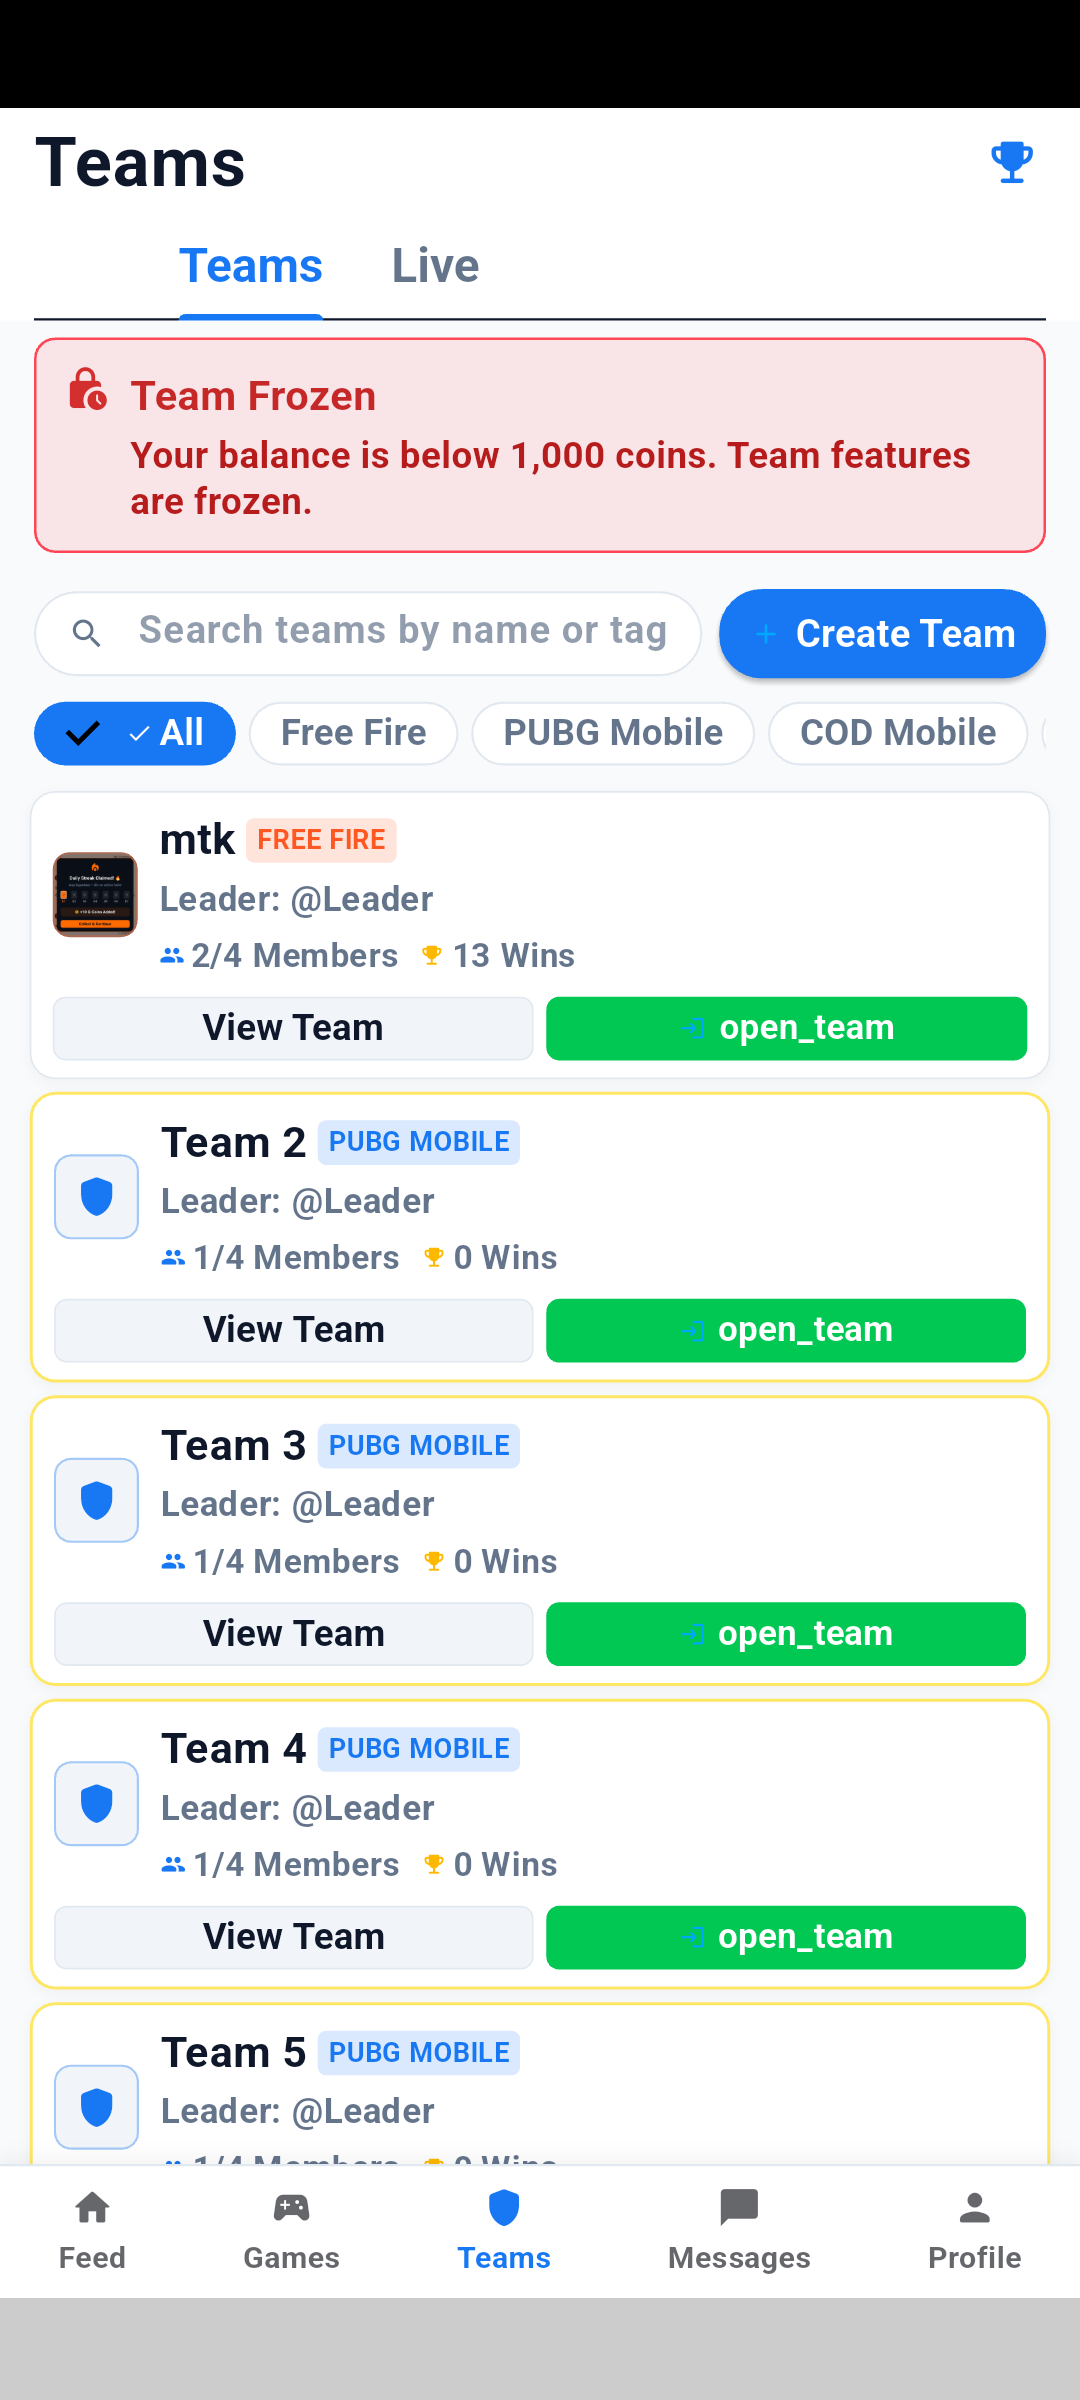 Teams
Teams Live
Team Frozen
Your balance is below 1,000 coins. Team features
are frozen.
Search teams by name or tag
Create Team
All Free Fire PUBG Mobile COD Mobile
mtk FREE FIRE
Leader: @Leader
2/4 Members 13 Wins
View Team open_team
Team 2 PUBG MOBILE
Leader: @Leader
1/4 Members 0 Wins
View Team open_team
Team 3 PUBG MOBILE
Leader: @Leader
1/4 Members 0 Wins
View Team open_team
Team 4 PUBG MOBILE
Leader: @Leader
1/4 Members 0 Wins
View Team open_team
Team 5 PUBG MOBILE
Leader: @Leader
1/4 Members 0 Wins
Feed Games Teams Messages Profile